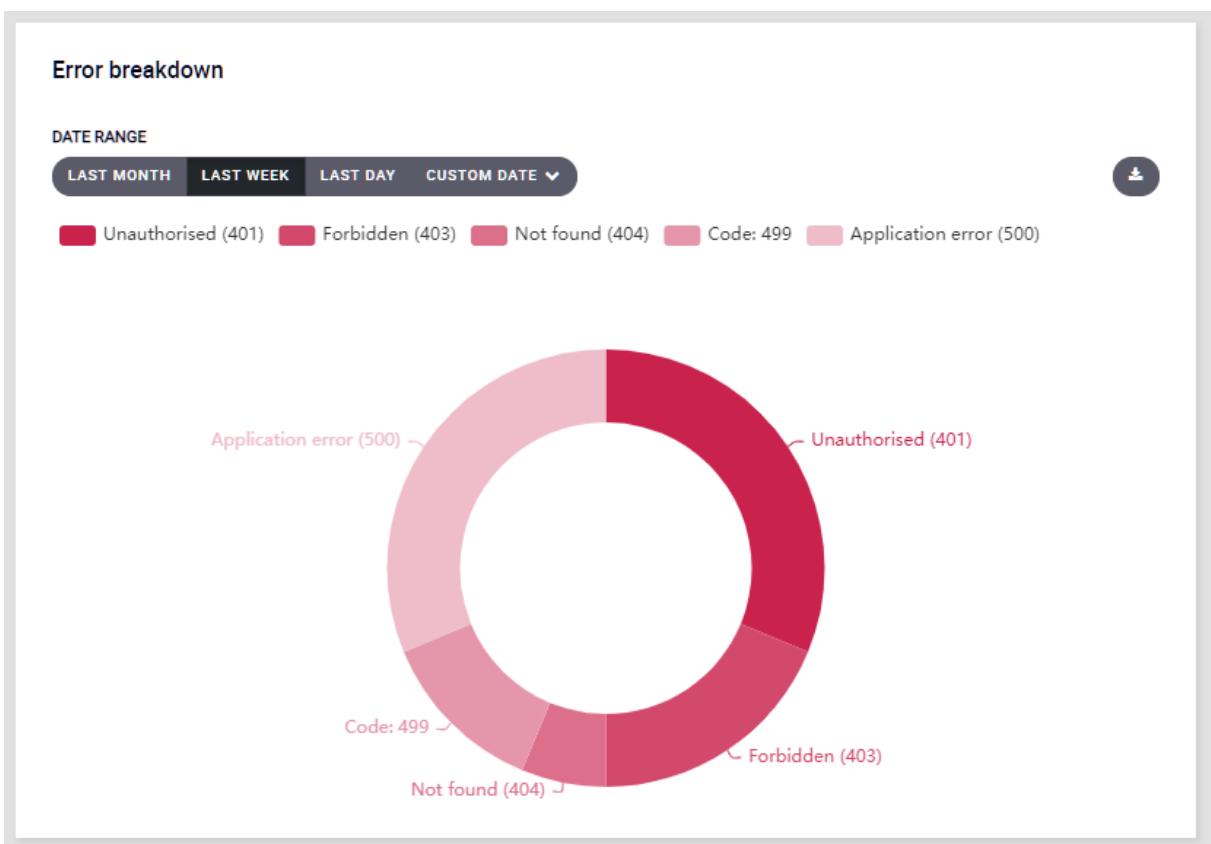 Error breakdown
DATE RANGE
LAST MONTH LAST WEEK LAST DAY CUSTOM DATE
Unauthorised (401) Forbidden (403) Not found (404) Code: 499 Application error (500)
Application error (500) Unauthorised (401)
Code: 499
Forbidden (403)
Not found (404)